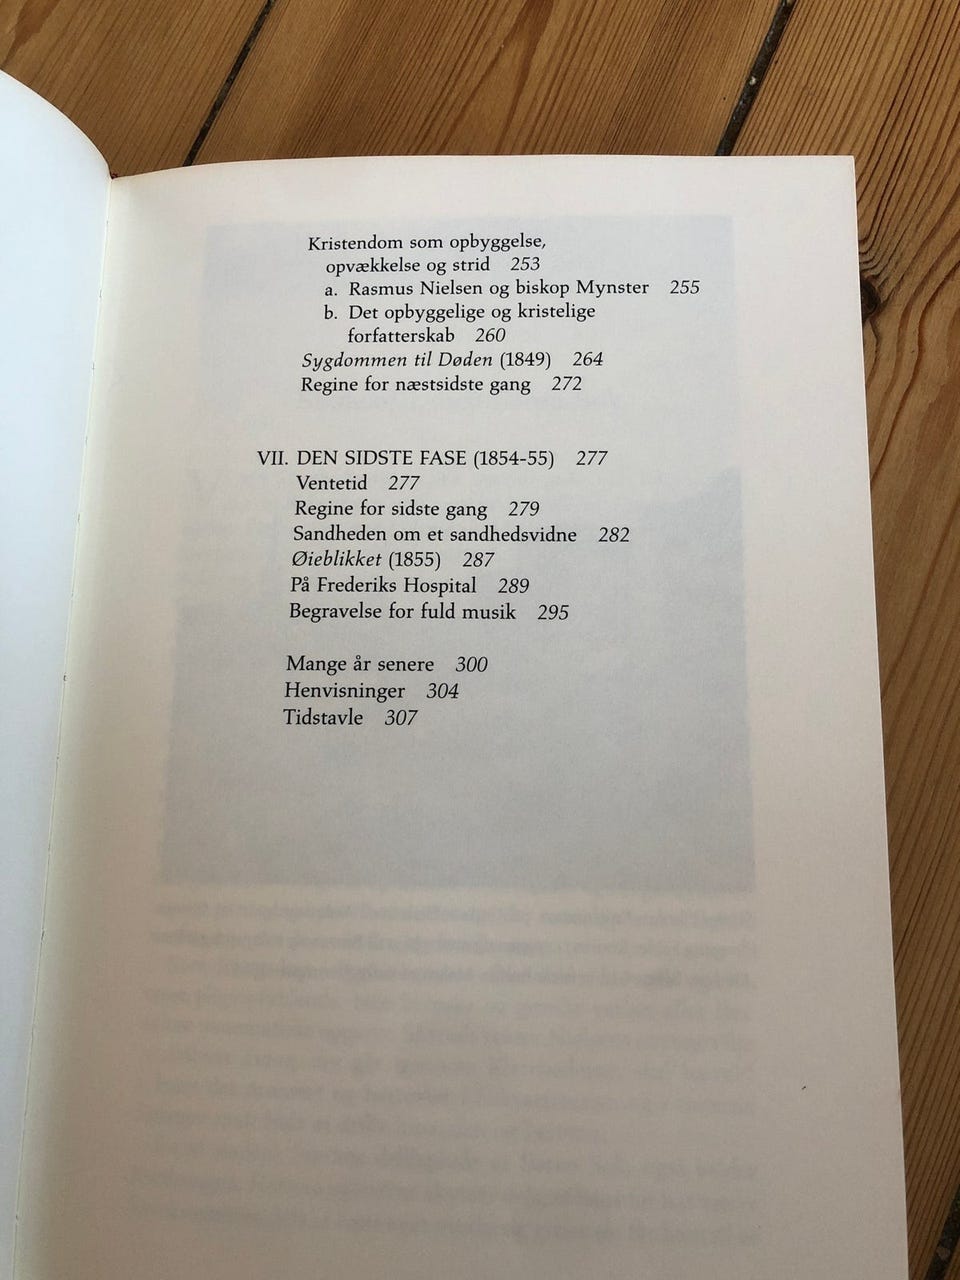 Kristendom som opbyggelse,
opvækkelse og strid 253
a. Rasmus Nielsen og biskop Mynster 255
b. Det opbyggelige og kristelige
forfatterskab 260
Sygdommen til Døden (1849) 264
Regine for næstsidste gang 272
VII. DEN SIDSTE FASE (1854-55) 277
Ventetid 277
Regine for sidste gang 279
Sandheden om et sandhedsvidne 282
Øieblikket (1855) 287
På Frederiks Hospital 289
Begravelse for fuld musik 295
Mange år senere 300
Henvisninger 304
Tidstavle 307